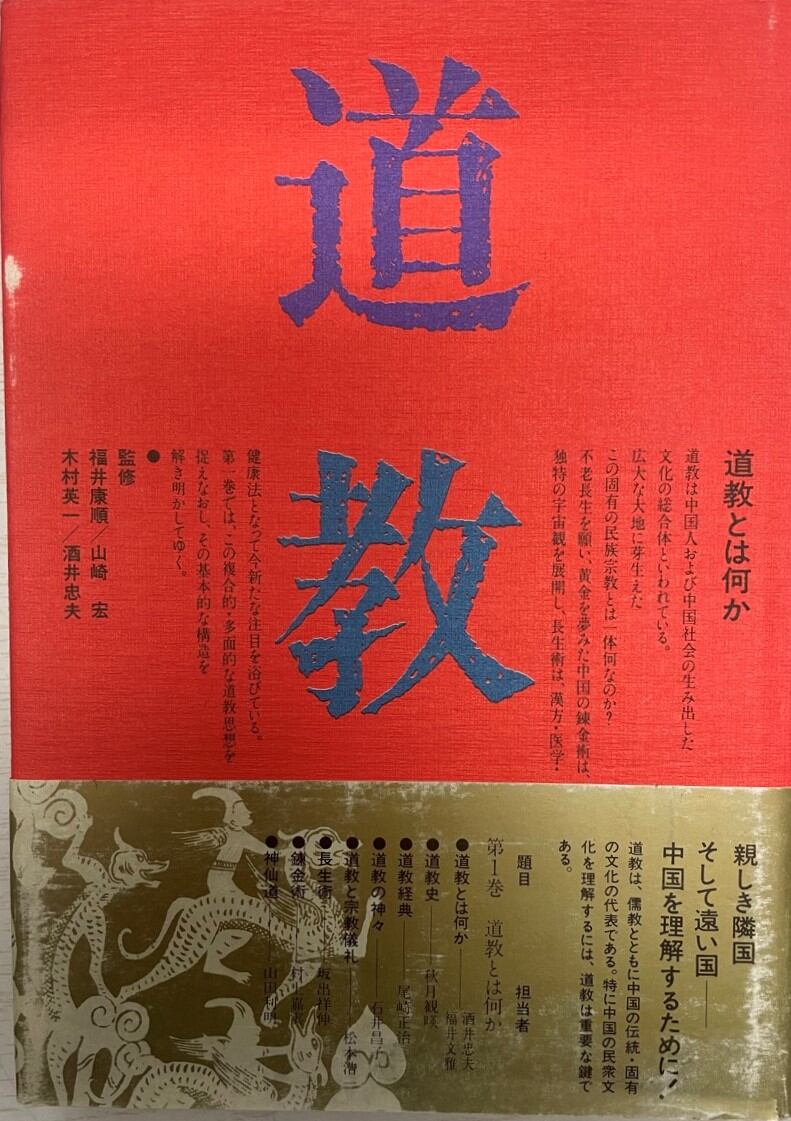 道教
道教とは何か
道教は中国人および中国社会の生み出した
文化の総合体といわれている。
広大な大地に芽生えた
この固有の民族宗教とは一体何なのか?
不老長生を願い、黄金を夢みた中国の錬金術は、
独特の宇宙観を展開し、長生術は、漢方・医学・
健康法となって今新たな注目を浴びている。
第一巻では、この複合的・多面的な道教思想を
捉えなおし、その基本的な構造を
解き明かしてゆく。
●
監修
福井康順/山崎 宏
木村英一/酒井忠夫
親しき隣国
そして遠い国――
中国を理解するために!
道教は、儒教とともに中国の伝統・固有
の文化の代表である。特に中国の民衆文
化を理解するには、道教は重要な鍵で
ある。
題目 担当者
第1巻 道教とは何か
●道教とは何か――酒井忠夫
福井文雅
●道教史――秋月観暎
●道教経典――尾崎正治
●道教の神々――石井昌子
●道教と宗教儀礼――松本浩一
●長生術――坂出祥伸
●錬金術――村上嘉実
●神仙道――山田利明